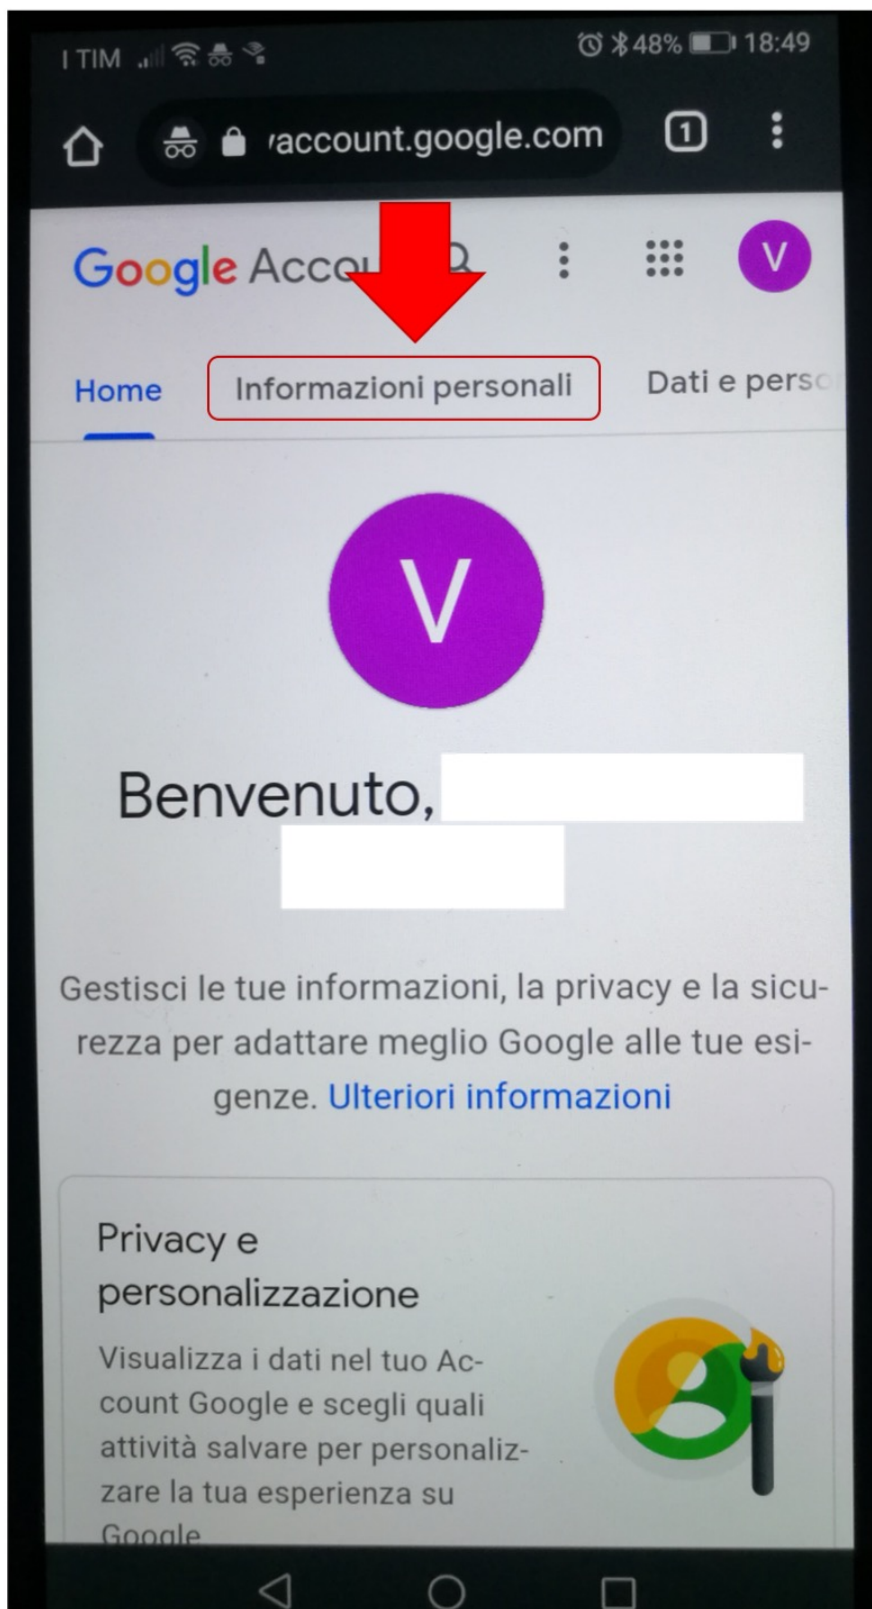 I TIM
48% 18:49
account.google.com
1
Google
V
Home
Informazioni personali
Dati e perso
V
Benvenuto,
Gestisci le tue informazioni, la privacy e la sicu-
rezza per adattare meglio Google alle tue esi-
genze. Ulteriori informazioni
Privacy e
personalizzazione
Visualizza i dati nel tuo Ac-
count Google e scegli quali
attività salvare per personaliz-
zare la tua esperienza su
Google